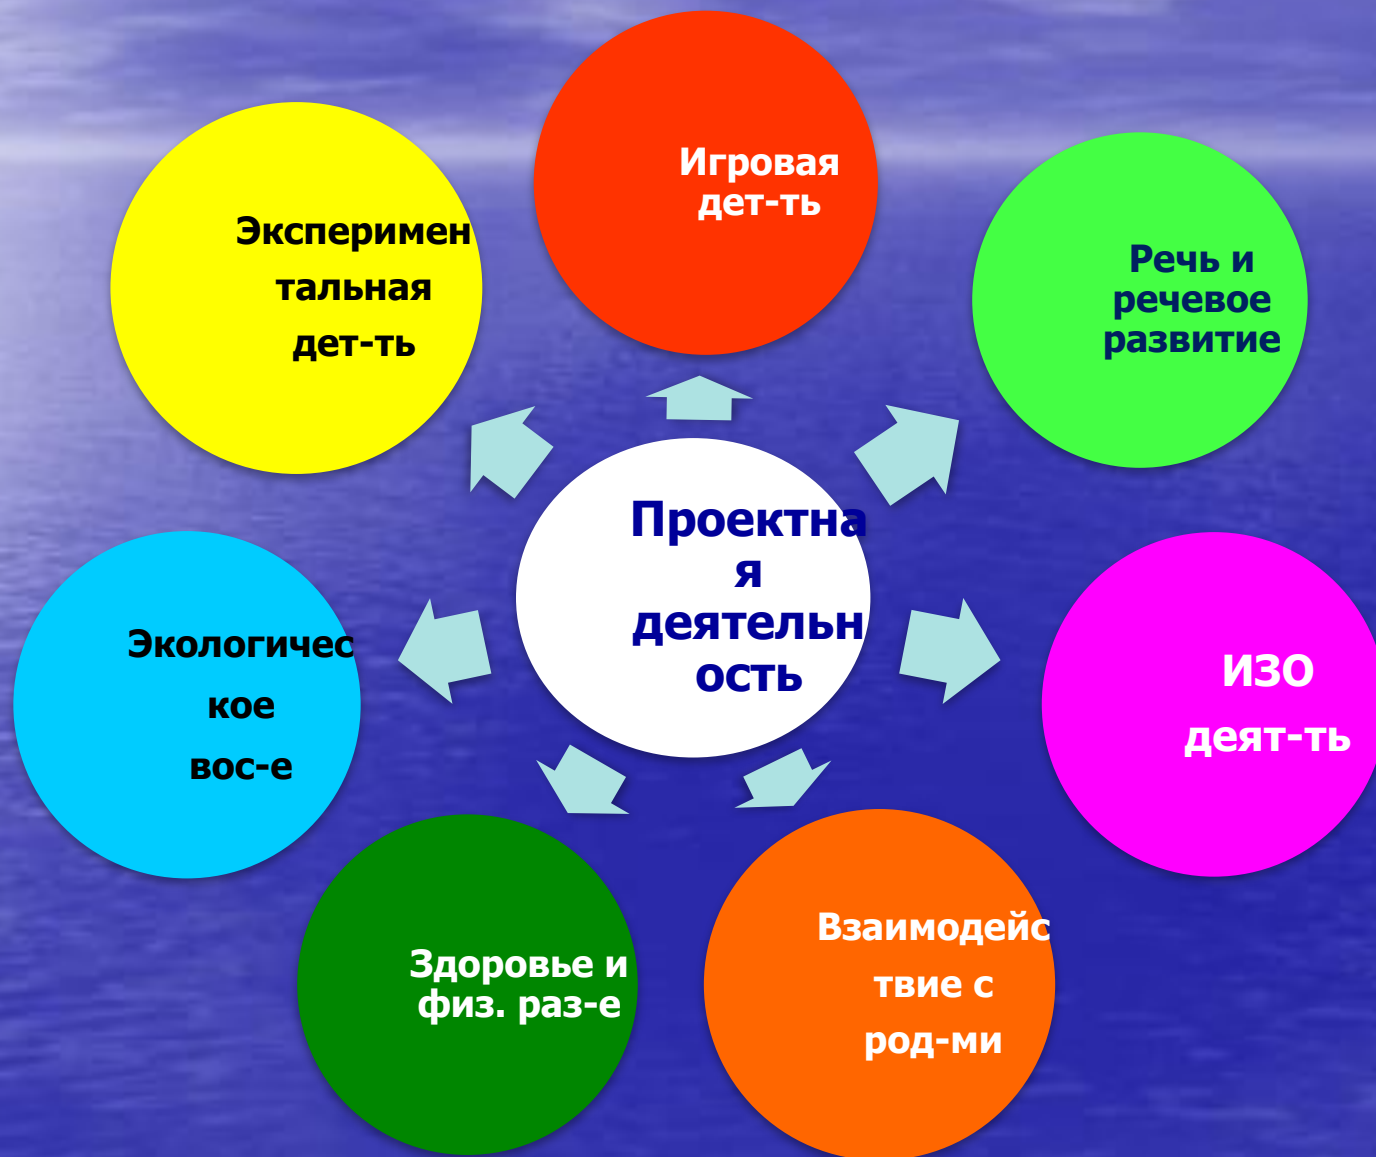 Игровая
дет-ть
Эксперимен
тальная
дет-ть
Речь и
речевое
развитие
Проектна
я
деятельн
ость
Экологичес
кое
вос-е
ИЗО
деят-ть
Здоровье и
физ. раз-е
Взаимодейс
твие с
род-ми